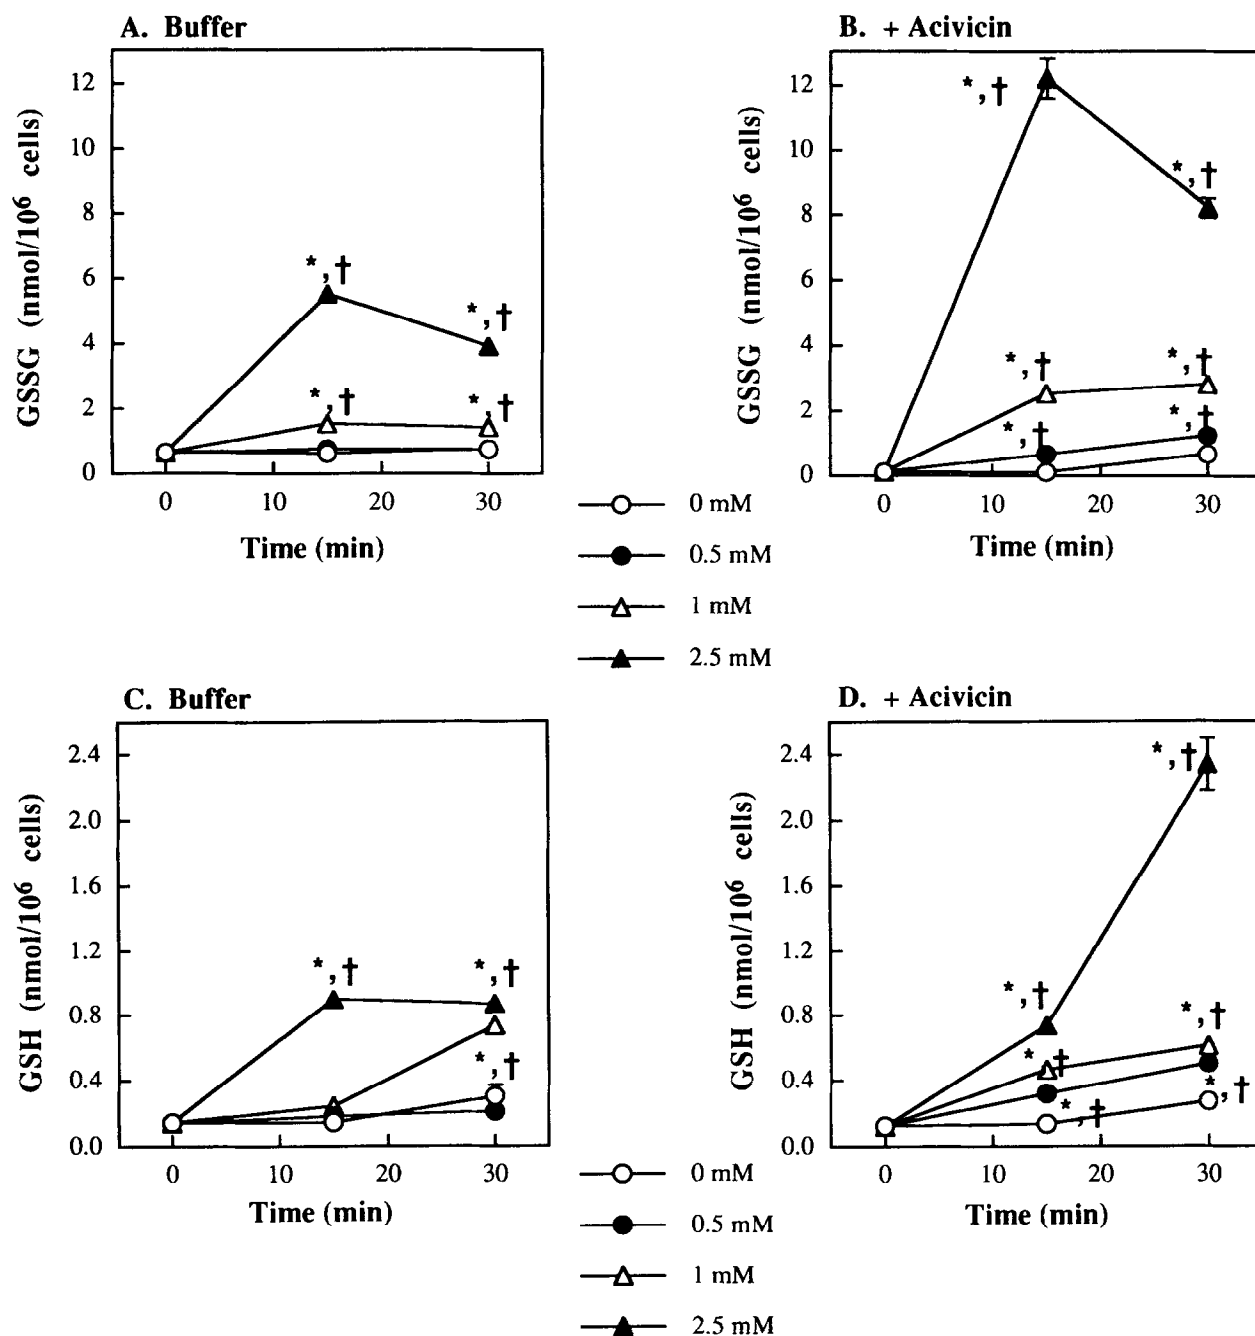 A. Buffer
B. + Acivicin
GSSG (nmol/10⁶ cells)
12
10
8
6
4
2
0
*,†
*,†
*,†
*,†
0 10 20 30
Time (min)
GSSG (nmol/10⁶ cells)
12
10
8
6
4
2
0
*,†
*,†
*,†
*,†
*,†
*,†
0 10 20 30
Time (min)
0 mM
0.5 mM
1 mM
2.5 mM
C. Buffer
D. + Acivicin
GSH (nmol/10⁶ cells)
2.4
2.0
1.6
1.2
0.8
0.4
0.0
*,†
*,†
*,†
0 10 20 30
Time (min)
GSH (nmol/10⁶ cells)
2.4
2.0
1.6
1.2
0.8
0.4
0.0
*,†
*,†
*,†
*,†
*,†
*,†
0 10 20 30
Time (min)
0 mM
0.5 mM
1 mM
2.5 mM